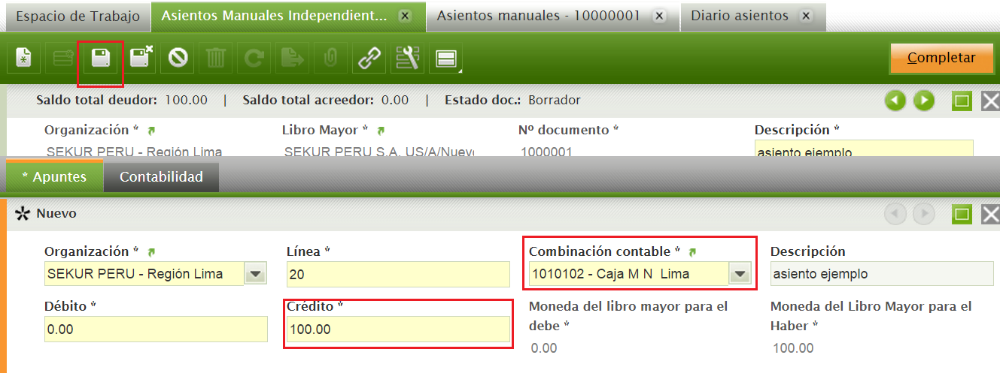 Espacio de Trabajo Asientos Manuales Independient... Asientos manuales - 10000001 Diario asientos
Completar
Saldo total deudor: 100.00 | Saldo total acreedor: 0.00 | Estado doc.: Borrador
Organización * Libro Mayor * Nº documento * Descripción *
SEKUR PERU - Región Lima SEKUR PERU S.A. US/A/Nuevo 1000001 asiento ejemplo
* Apuntes Contabilidad
Nuevo
Organización * Línea * Combinación contable * Descripción
SEKUR PERU - Región Lima 20 1010102 - Caja M N Lima asiento ejemplo
Débito * Crédito * Moneda del libro mayor para el Moneda del Libro Mayor para el
debe * Haber *
0.00 100.00
0.00 100.00